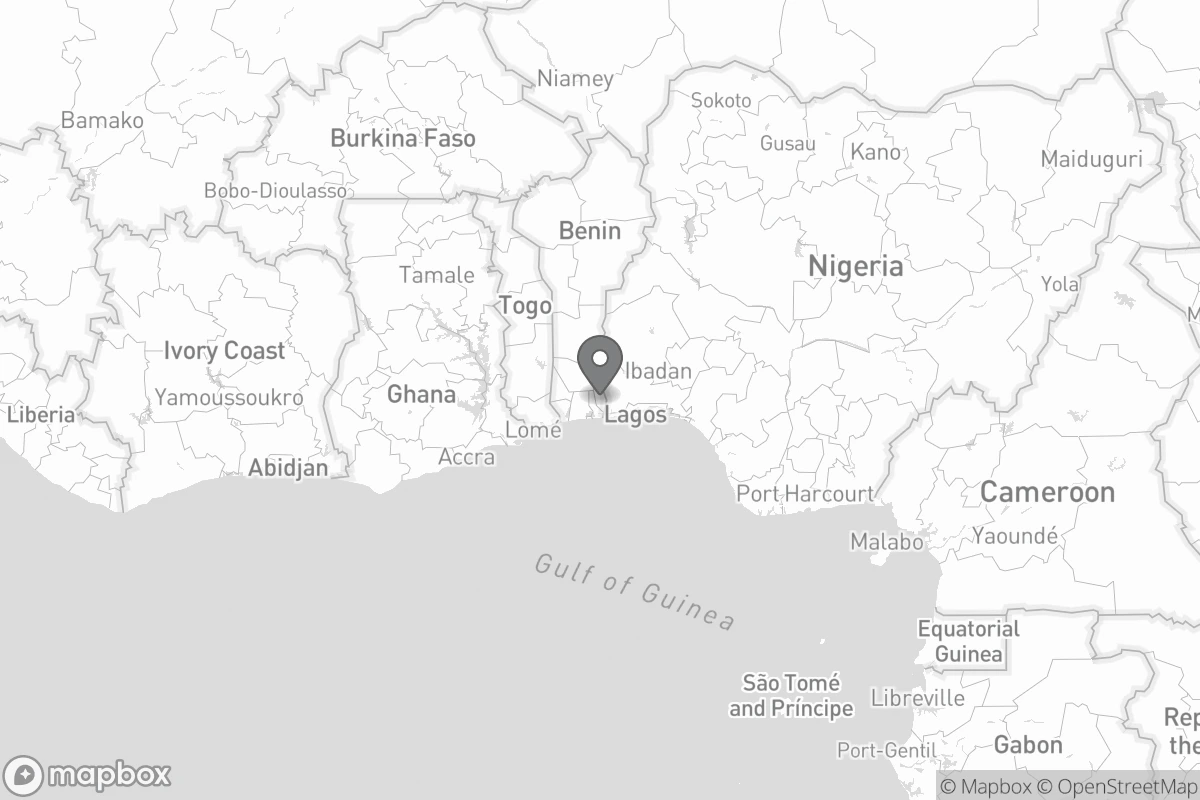 Niamey
Sokoto
Bamako
Burkina Faso
Gusau
Kano
Maiduguri
Bobo-Dioulasso
Benin
Tamale
Nigeria
Yola
Togo
Ivory Coast
Ibadan
Ghana
Yamoussoukro
Liberia
Lagos
Lomé
Accra
Abidjan
Port Harcourt
Cameroon
Yaoundé
Malabo
Gulf of Guinea
Equatorial
Guinea
São Tomé
and Príncipe
Libreville
Port-Gentil
Gabon
mapbox
© Mapbox © OpenStreetMap